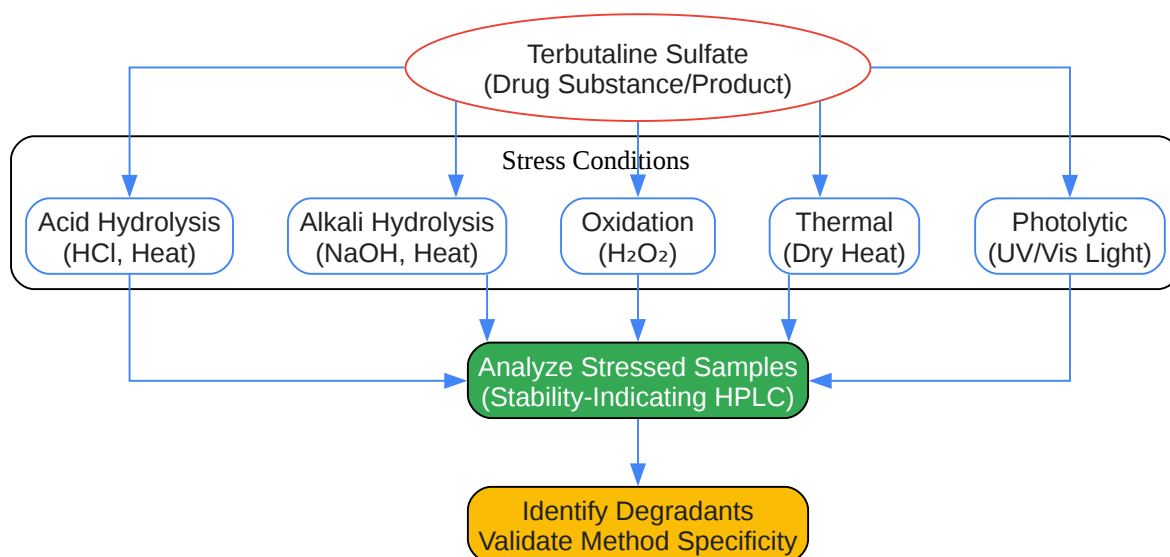 Terbutaline Sulfate
(Drug Substance/Product)
Stress Conditions
Acid Hydrolysis
(HCl, Heat)
Alkali Hydrolysis
(NaOH, Heat)
Oxidation
(H₂O₂)
Thermal
(Dry Heat)
Photolytic
(UV/Vis Light)
Analyze Stressed Samples
(Stability-Indicating HPLC)
Identify Degradants
Validate Method Specificity